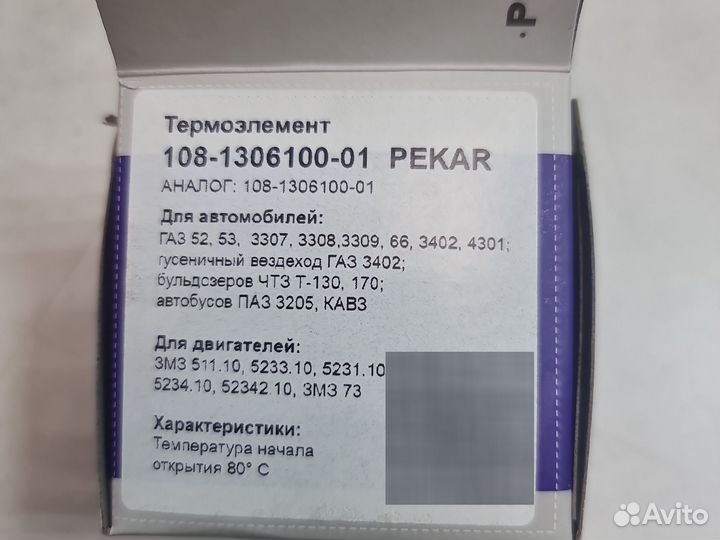 .P
Термоэлемент
108-1306100-01 PEKAR
АНАЛОГ: 108-1306100-01
Для автомобилей:
ГАЗ 52, 53, 3307, 3308,3309, 66, 3402, 4301;
гусеничный вездеход ГАЗ 3402;
бульдозеров ЧТЗ Т-130, 170;
автобусов ПАЗ 3205, КАВЗ
Для двигателей:
ЗМЗ 511.10, 5233.10, 5231.10
5234.10, 52342.10, ЗМЗ 73
Характеристики:
Температура начала
открытия 80° С
Avito